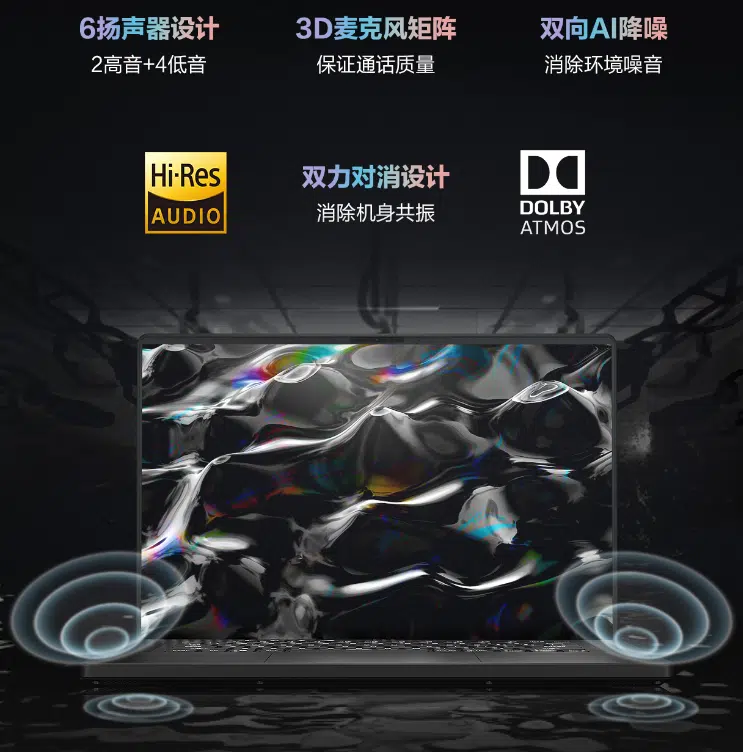 6扬声器设计
2高音+4低音
3D麦克风矩阵
保证通话质量
双向AI降噪
消除环境噪音
Hi-Res
AUDIO
双力对消设计
消除机身共振
DOLBY
ATMOS